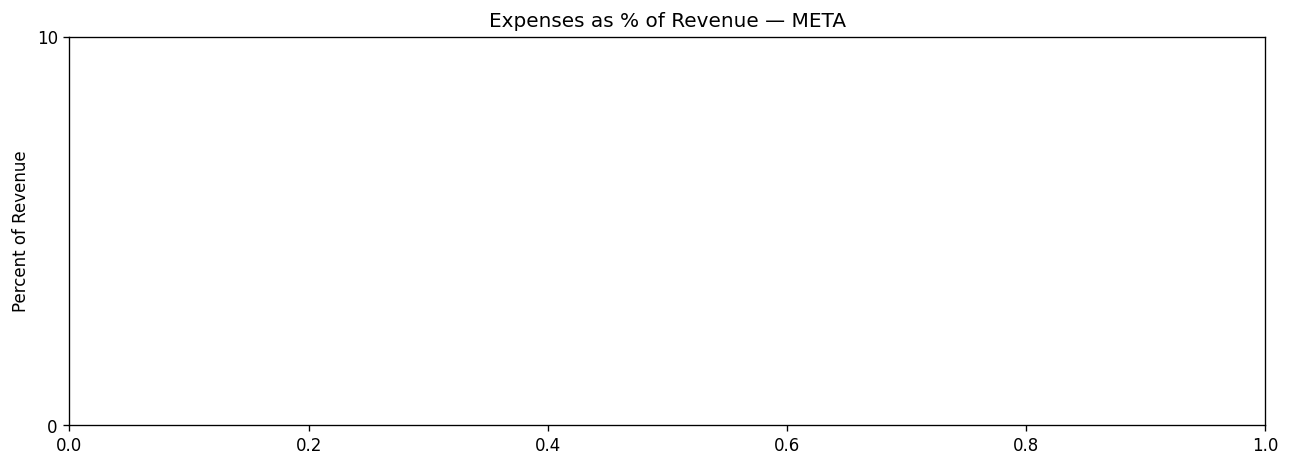 Expenses as % of Revenue — META
10
Percent of Revenue
0
0.0 0.2 0.4 0.6 0.8 1.0